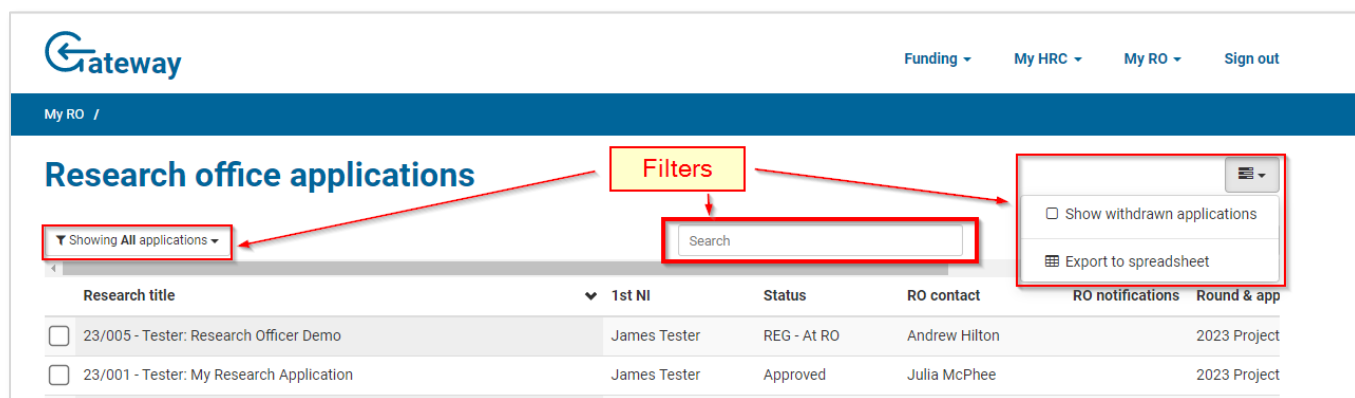 Gateway
Funding My HRC My RO Sign out
My RO /
Research office applications
Filters
Show withdrawn applications
Showing All applications
Search
Export to spreadsheet
Research title 1st NI Status RO contact RO notifications Round & app
23/005 - Tester: Research Officer Demo James Tester REG - At RO Andrew Hilton 2023 Project
23/001 - Tester: My Research Application James Tester Approved Julia McPhee 2023 Project